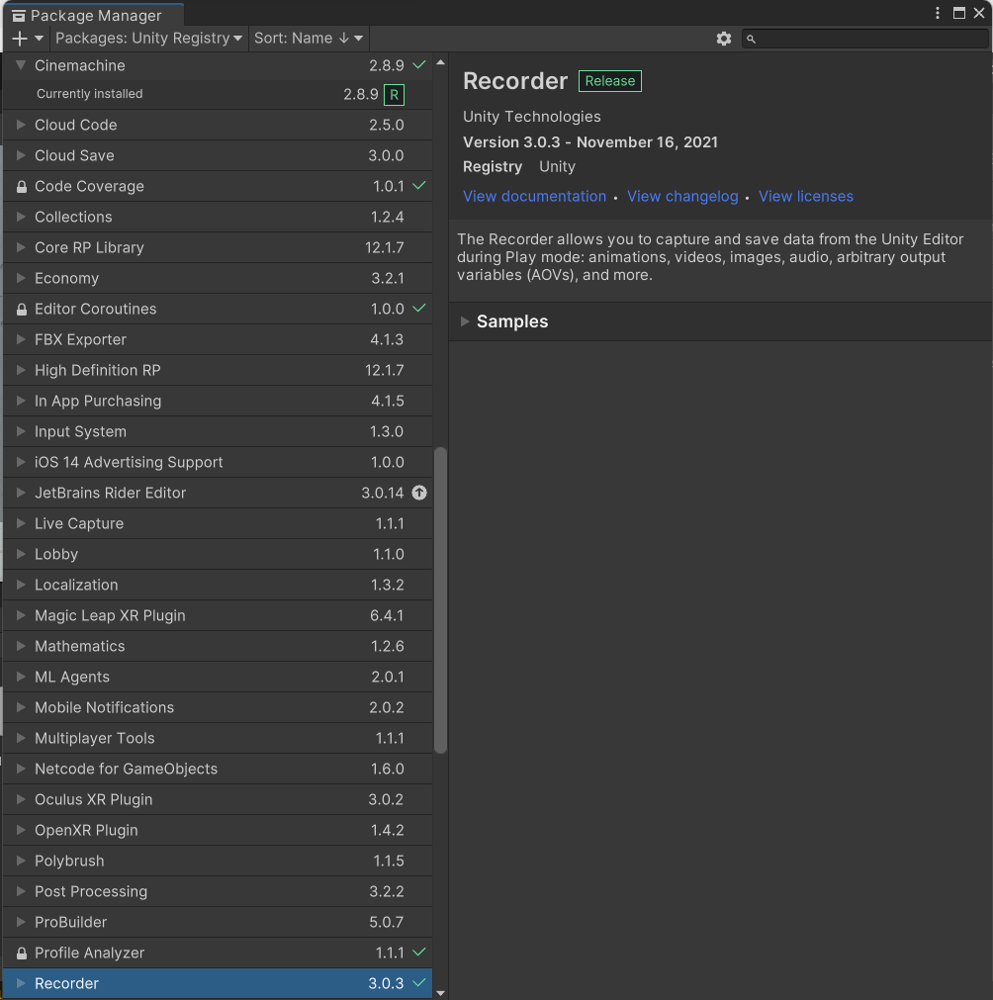 Package Manager
Packages: Unity Registry Sort: Name
Cinemachine 2.8.9
Currently installed 2.8.9 R
Cloud Code 2.5.0
Cloud Save 3.0.0
Code Coverage 1.0.1
Collections 1.2.4
Core RP Library 12.1.7
Economy 3.2.1
Editor Coroutines 1.0.0
FBX Exporter 4.1.3
High Definition RP 12.1.7
In App Purchasing 4.1.5
Input System 1.3.0
iOS 14 Advertising Support 1.0.0
JetBrains Rider Editor 3.0.14
Live Capture 1.1.1
Lobby 1.1.0
Localization 1.3.2
Magic Leap XR Plugin 6.4.1
Mathematics 1.2.6
ML Agents 2.0.1
Mobile Notifications 2.0.2
Multiplayer Tools 1.1.1
Netcode for GameObjects 1.6.0
Oculus XR Plugin 3.0.2
OpenXR Plugin 1.4.2
Polybrush 1.1.5
Post Processing 3.2.2
ProBuilder 5.0.7
Profile Analyzer 1.1.1
Recorder 3.0.3
Recorder Release
Unity Technologies
Version 3.0.3 - November 16, 2021
Registry Unity
View documentation • View changelog • View licenses
The Recorder allows you to capture and save data from the Unity Editor
during Play mode: animations, videos, images, audio, arbitrary output
variables (AOVs), and more.
Samples